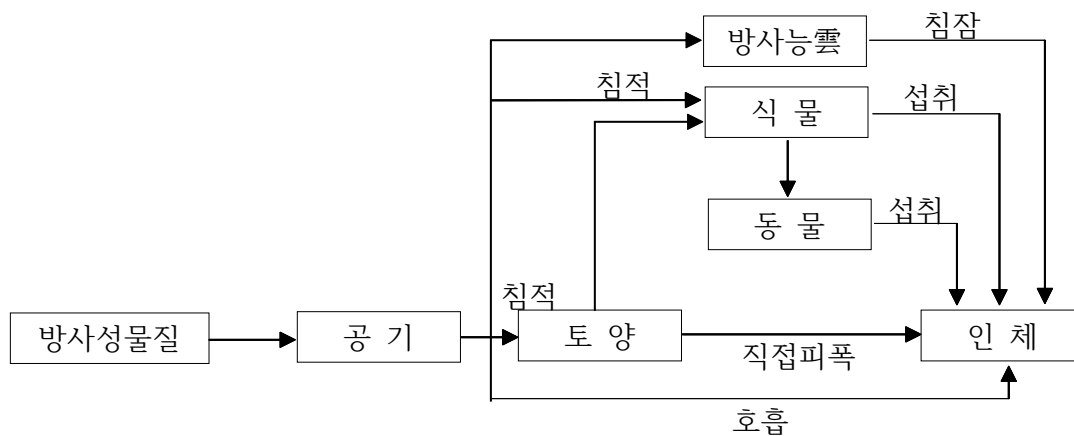 방사능雲
침잠
침적
식 물
섭취
동 물
섭취
침적
방사성물질
공 기
토 양
직접피폭
인 체
호흡